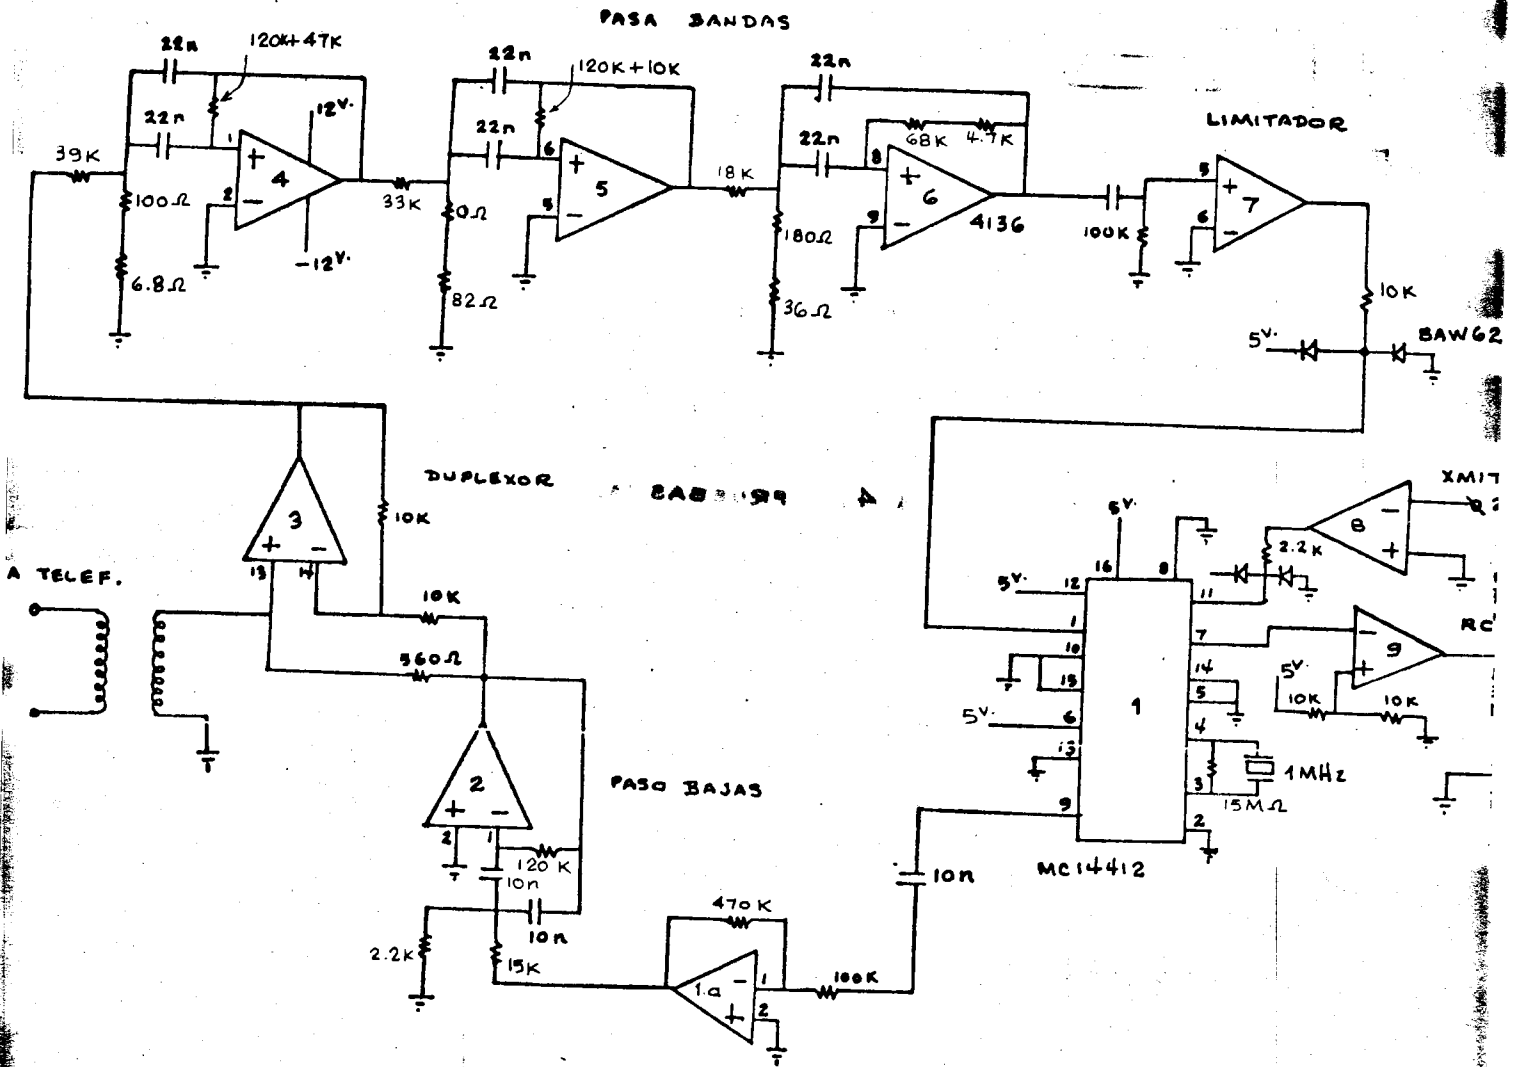 PASA BANDAS
22n
120K+47K
22n
39K
100Ω
6.8Ω
1
2
+
−
4
12V.
−12V.
33K
22n
120K+10K
22n
0Ω
82Ω
6
5
+
−
5
18K
22n
22n
68K
4.7K
180Ω
36Ω
8
9
+
−
6
4136
100K
LIMITADOR
5
6
+
−
7
10K
5V.
BAW62
DUPLEXOR
3
+
−
13
14
10K
A TELEF.
10K
560Ω
2
+
−
2
1
PASO BAJAS
120K
10n
10n
2.2K
15K
470K
1.a
−
+
1
2
100K
10n
5V.
16
8
5V.
12
1
10
15
5V.
6
13
9
1
11
7
14
5
4
3
2
MC14412
XMIT
8
−
+
2.2K
9
−
+
5V.
10K
10K
1MHz
15MΩ